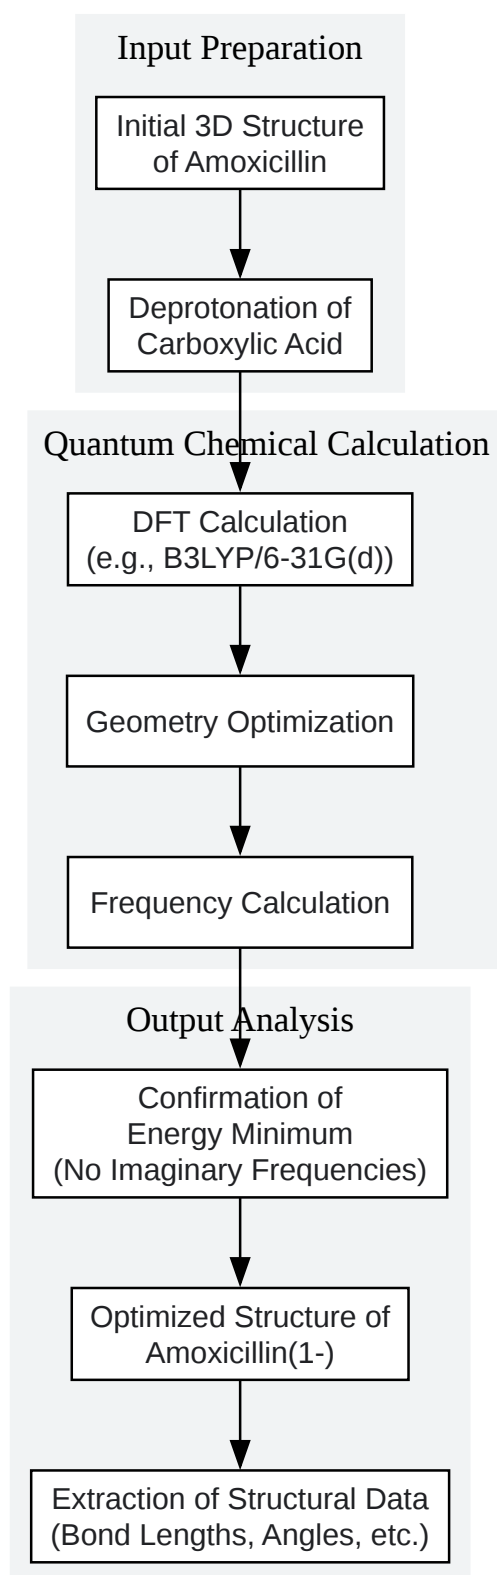 Input Preparation
Initial 3D Structure
of Amoxicillin
Deprotonation of
Carboxylic Acid
Quantum Chemical Calculation
DFT Calculation
(e.g., B3LYP/6-31G(d))
Geometry Optimization
Frequency Calculation
Output Analysis
Confirmation of
Energy Minimum
(No Imaginary Frequencies)
Optimized Structure of
Amoxicillin(1-)
Extraction of Structural Data
(Bond Lengths, Angles, etc.)